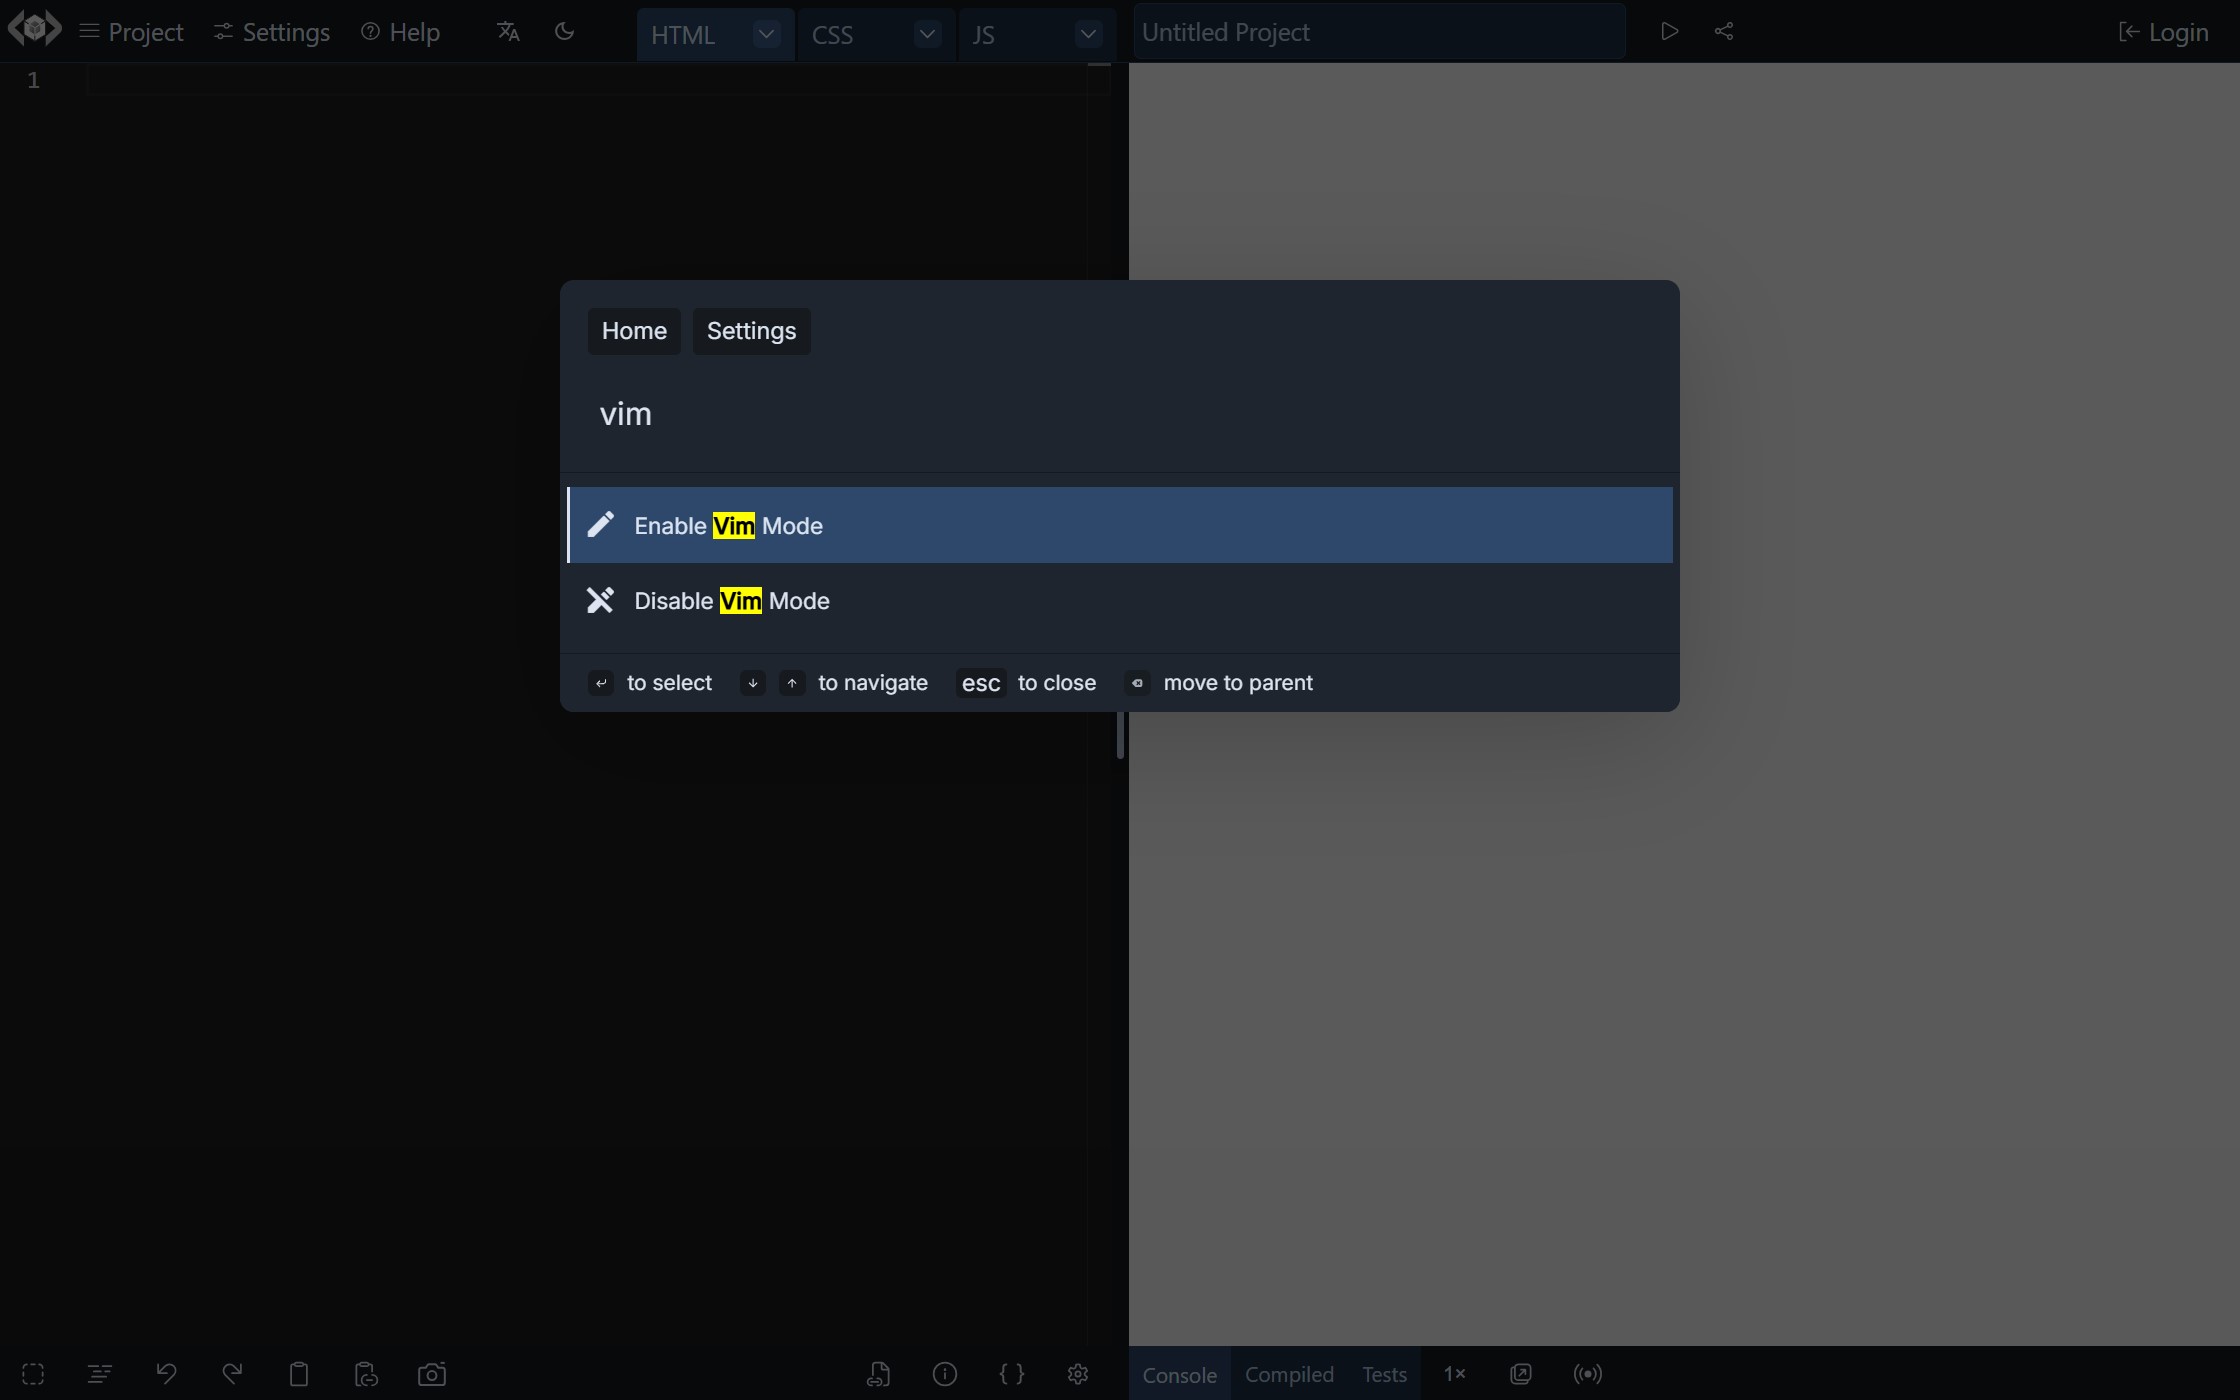 Project Settings Help HTML CSS JS Untitled Project Login
1
Home Settings
vim
Enable Vim Mode
Disable Vim Mode
to select to navigate esc to close move to parent
Console Compiled Tests 1×